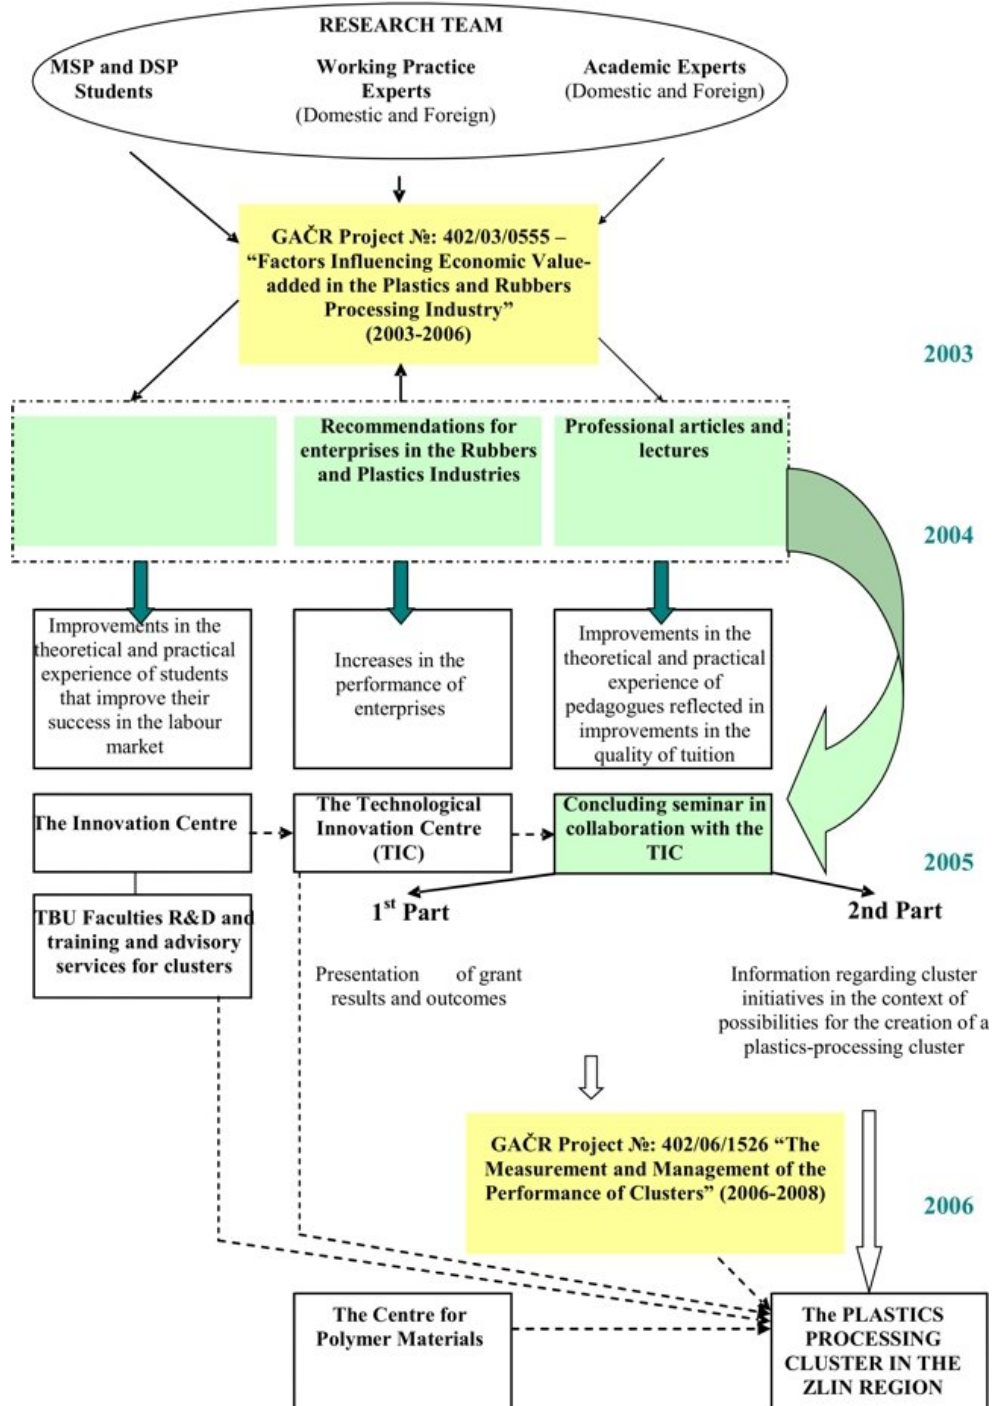 RESEARCH TEAM
MSP and DSP
Students
Working Practice
Experts
(Domestic and Foreign)
Academic Experts
(Domestic and Foreign)
GAČR Project №: 402/03/0555 –
“Factors Influencing Economic Value-
added in the Plastics and Rubbers
Processing Industry”
(2003-2006)
2003
Recommendations for
enterprises in the Rubbers
and Plastics Industries
Professional articles and
lectures
2004
Improvements in the
theoretical and practical
experience of students
that improve their
success in the labour
market
Increases in the
performance of
enterprises
Improvements in the
theoretical and practical
experience of
pedagogues reflected in
improvements in the
quality of tuition
The Innovation Centre
The Technological
Innovation Centre
(TIC)
Concluding seminar in
collaboration with the
TIC
2005
TBU Faculties R&D and
training and advisory
services for clusters
1st Part
2nd Part
Presentation of grant
results and outcomes
Information regarding cluster
initiatives in the context of
possibilities for the creation of a
plastics-processing cluster
GAČR Project №: 402/06/1526 “The
Measurement and Management of the
Performance of Clusters” (2006-2008)
2006
The Centre for
Polymer Materials
The PLASTICS
PROCESSING
CLUSTER IN THE
ZLIN REGION